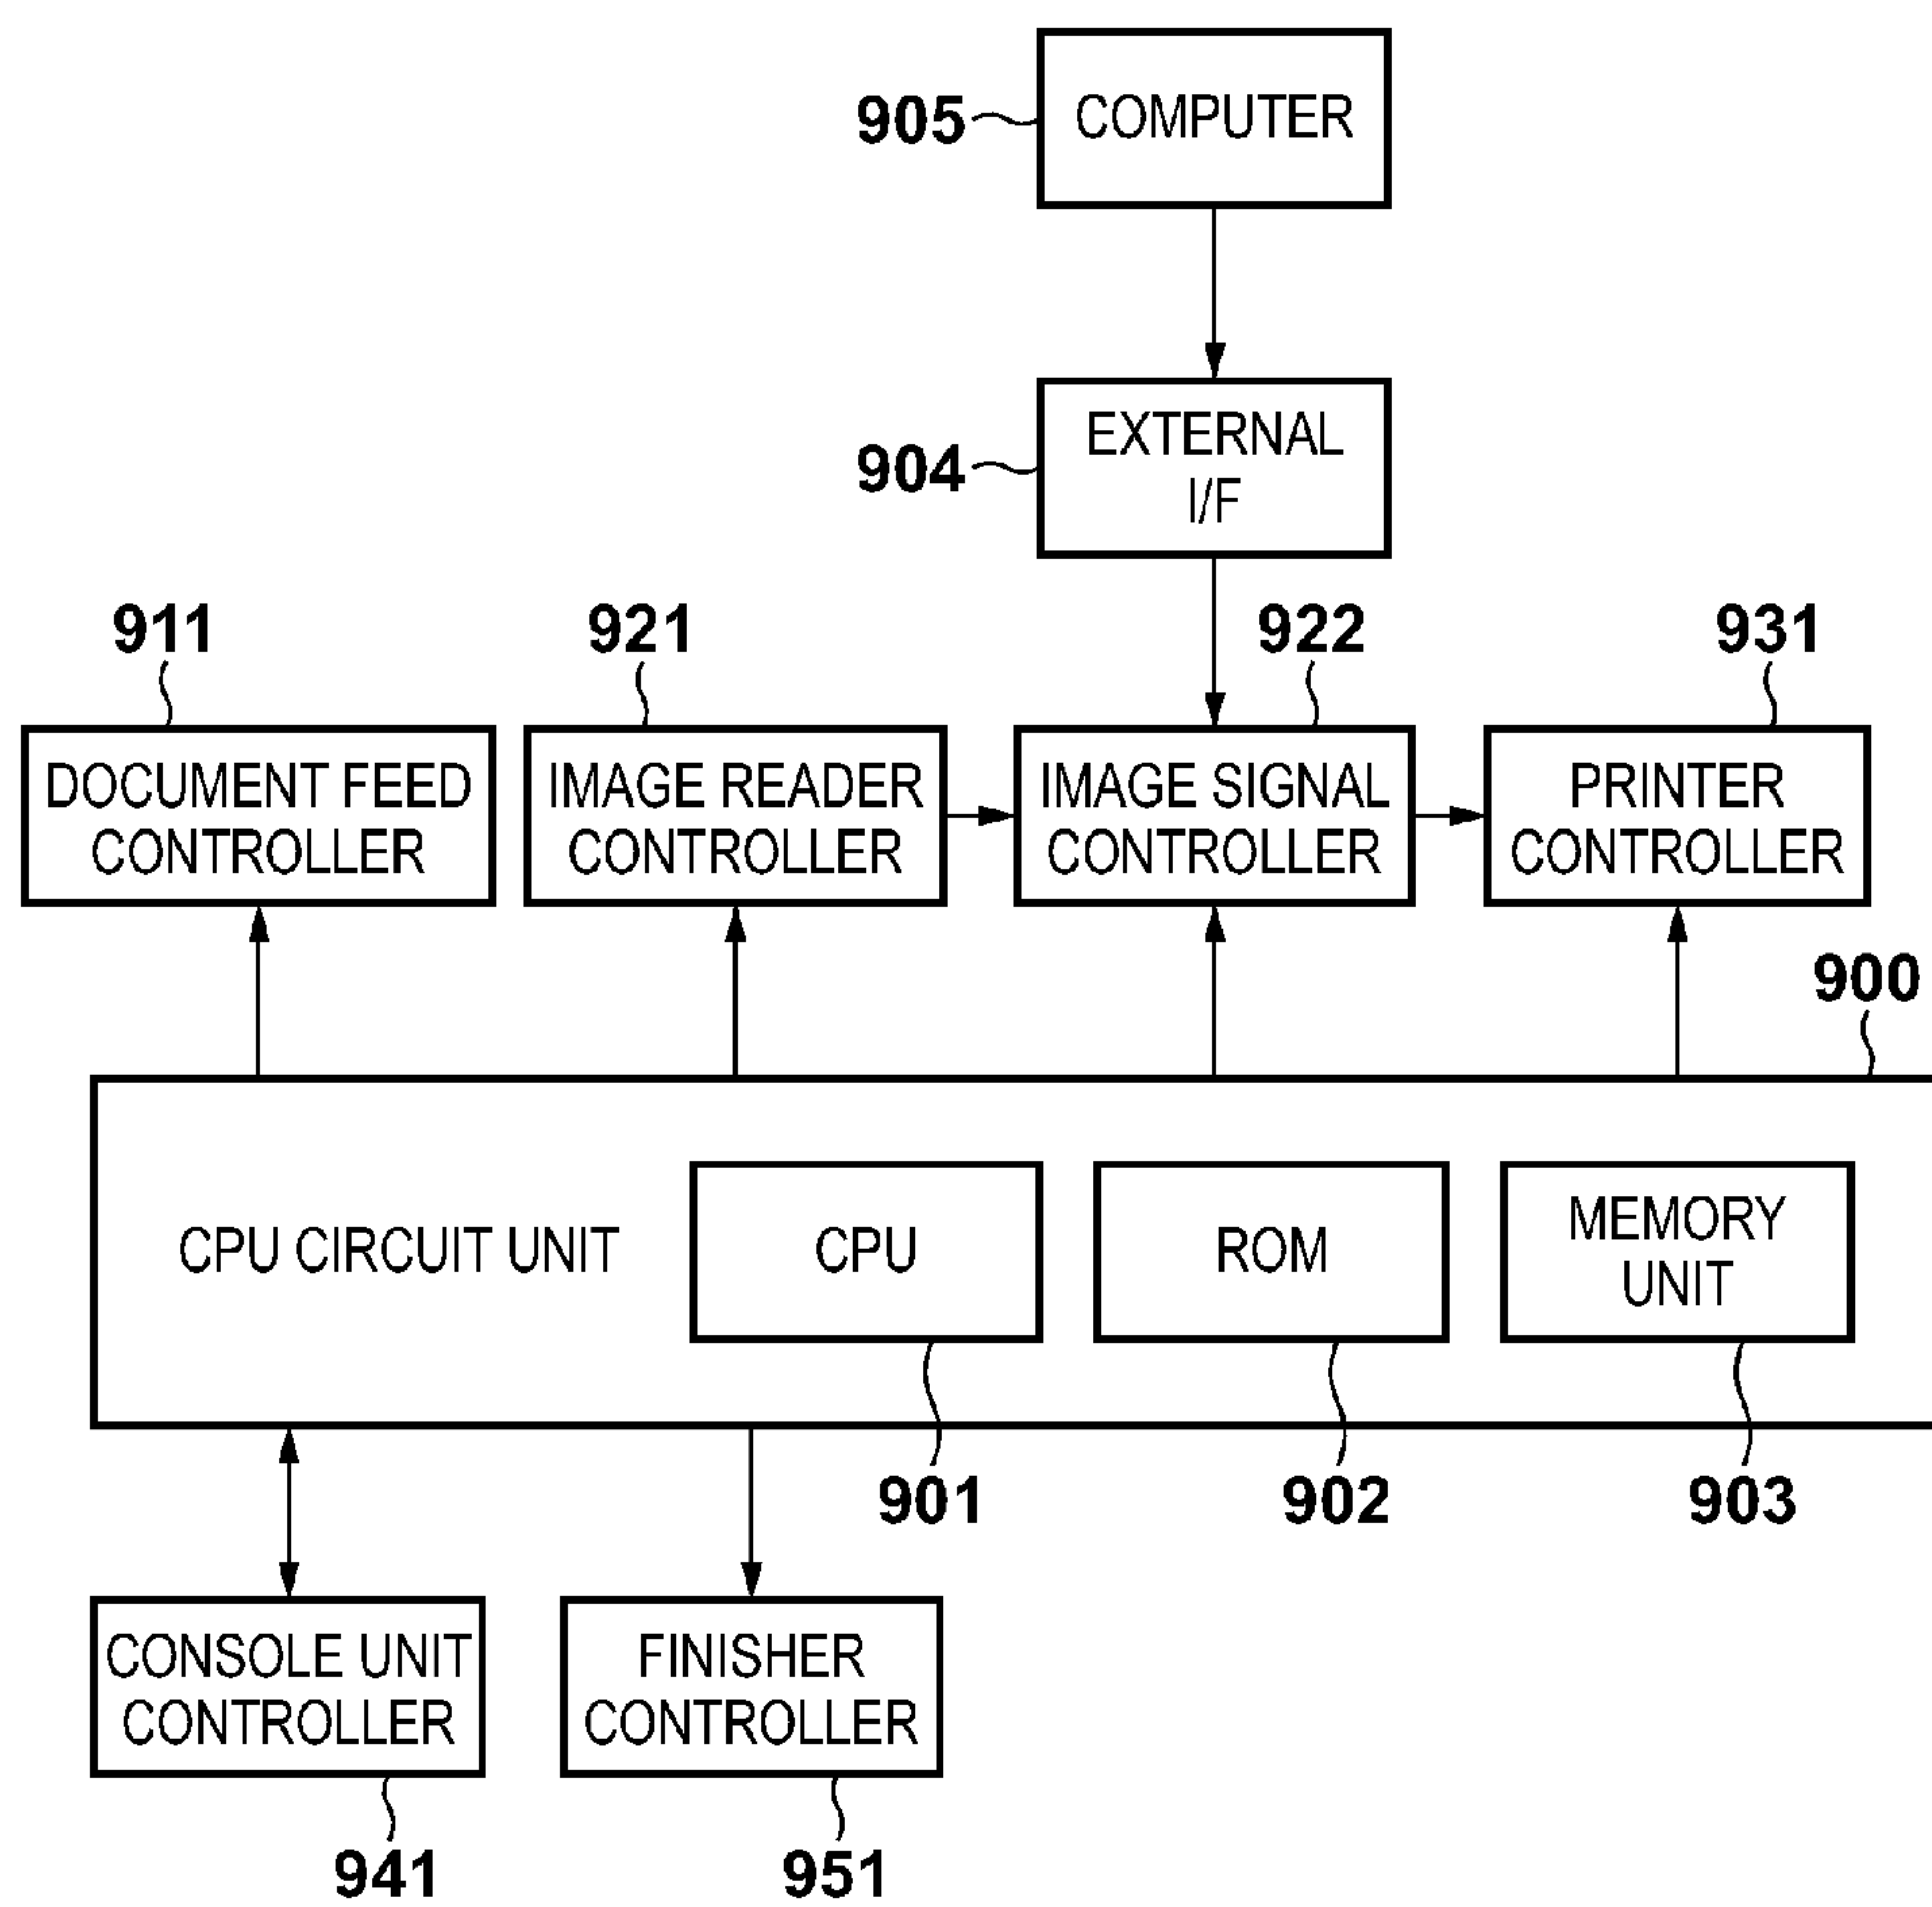 905
COMPUTER
904
EXTERNAL
I/F
911
921
922
931
DOCUMENT FEED
CONTROLLER
IMAGE READER
CONTROLLER
IMAGE SIGNAL
CONTROLLER
PRINTER
CONTROLLER
900
CPU CIRCUIT UNIT
CPU
ROM
MEMORY
UNIT
901
902
903
CONSOLE UNIT
CONTROLLER
FINISHER
CONTROLLER
941
951